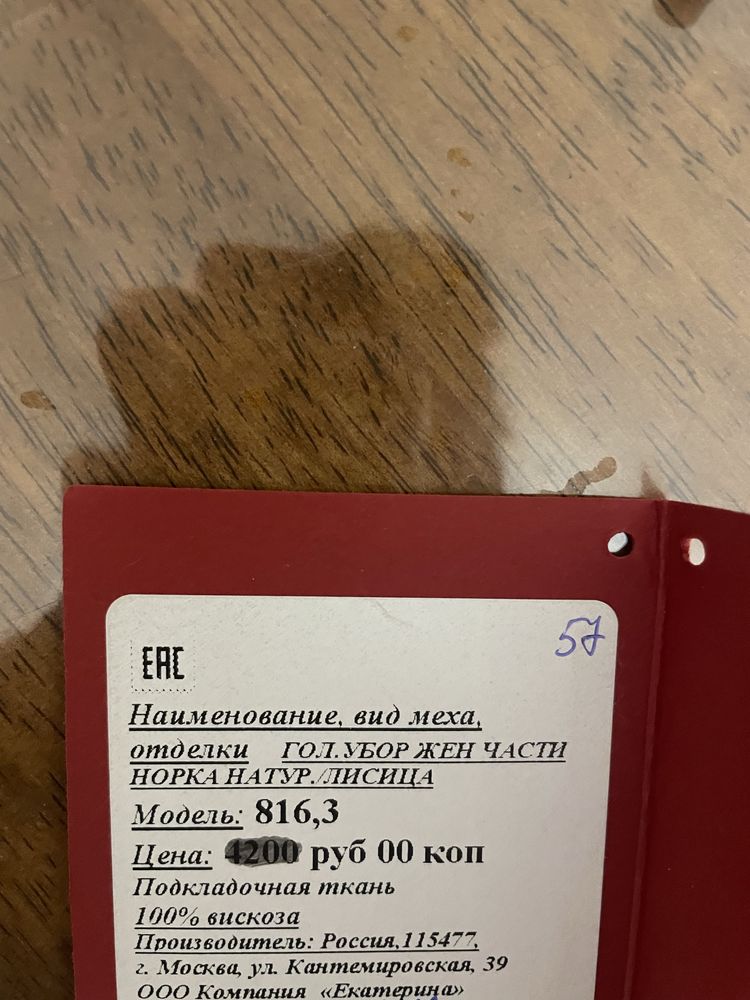 57
EAC
Наименование, вид меха,
отделки ГОЛ. УБОР ЖЕН ЧАСТИ
НОРКА НАТУР./ЛИСИЦА
Модель: 816,3
Цена: 4200 руб 00 коп
Подкладочная ткань
100% вискоза
Производитель: Россия,115477,
г. Москва, ул. Кантемировская, 39
ООО Компания «Екатерина»